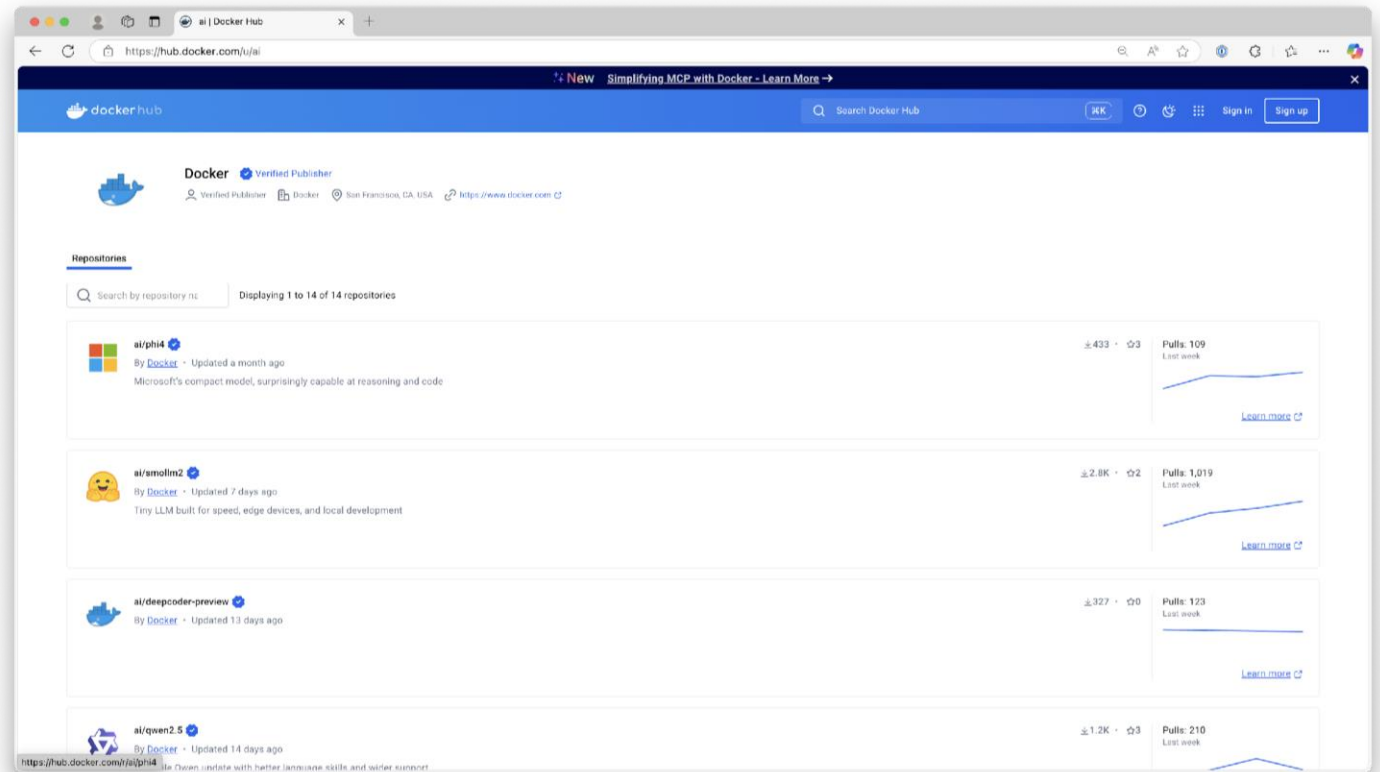 ai | Docker Hub
https://hub.docker.com/u/ai
New Simplifying MCP with Docker - Learn More →
dockerhub
Search Docker Hub
⌘K
Sign in
Sign up
Docker Verified Publisher
Verified Publisher Docker San Francisco, CA, USA https://www.docker.com
Repositories
Search by repository na
Displaying 1 to 14 of 14 repositories
ai/phi4
By Docker • Updated a month ago
Microsoft's compact model, surprisingly capable at reasoning and code
433 • 3
Pulls: 109
Last week
Learn more
ai/smollm2
By Docker • Updated 7 days ago
Tiny LLM built for speed, edge devices, and local development
2.8K • 2
Pulls: 1,019
Last week
Learn more
ai/deepcoder-preview
By Docker • Updated 13 days ago
327 • 0
Pulls: 123
Last week
Learn more
ai/qwen2.5
By Docker • Updated 14 days ago
Qwen update with better language skills and wider support
1.2K • 3
Pulls: 210
Last week
https://hub.docker.com/r/ai/phi4